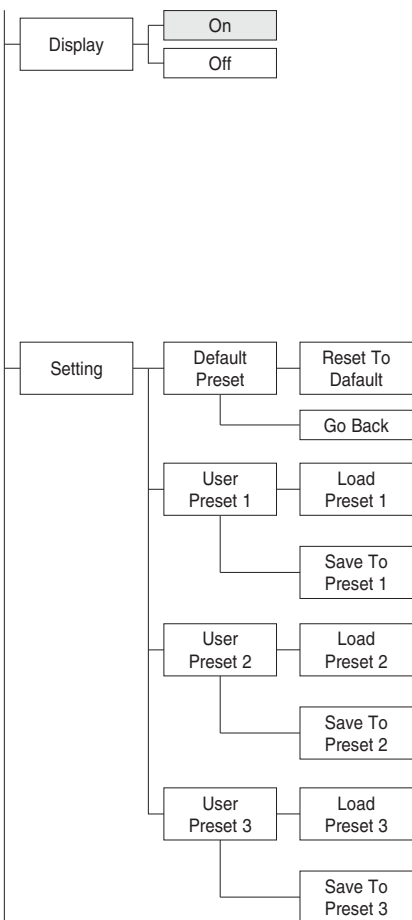 Display
On
Off
Setting
Default
Preset
Reset To
Dafault
Go Back
User
Preset 1
Load
Preset 1
Save To
Preset 1
User
Preset 2
Load
Preset 2
Save To
Preset 2
User
Preset 3
Load
Preset 3
Save To
Preset 3